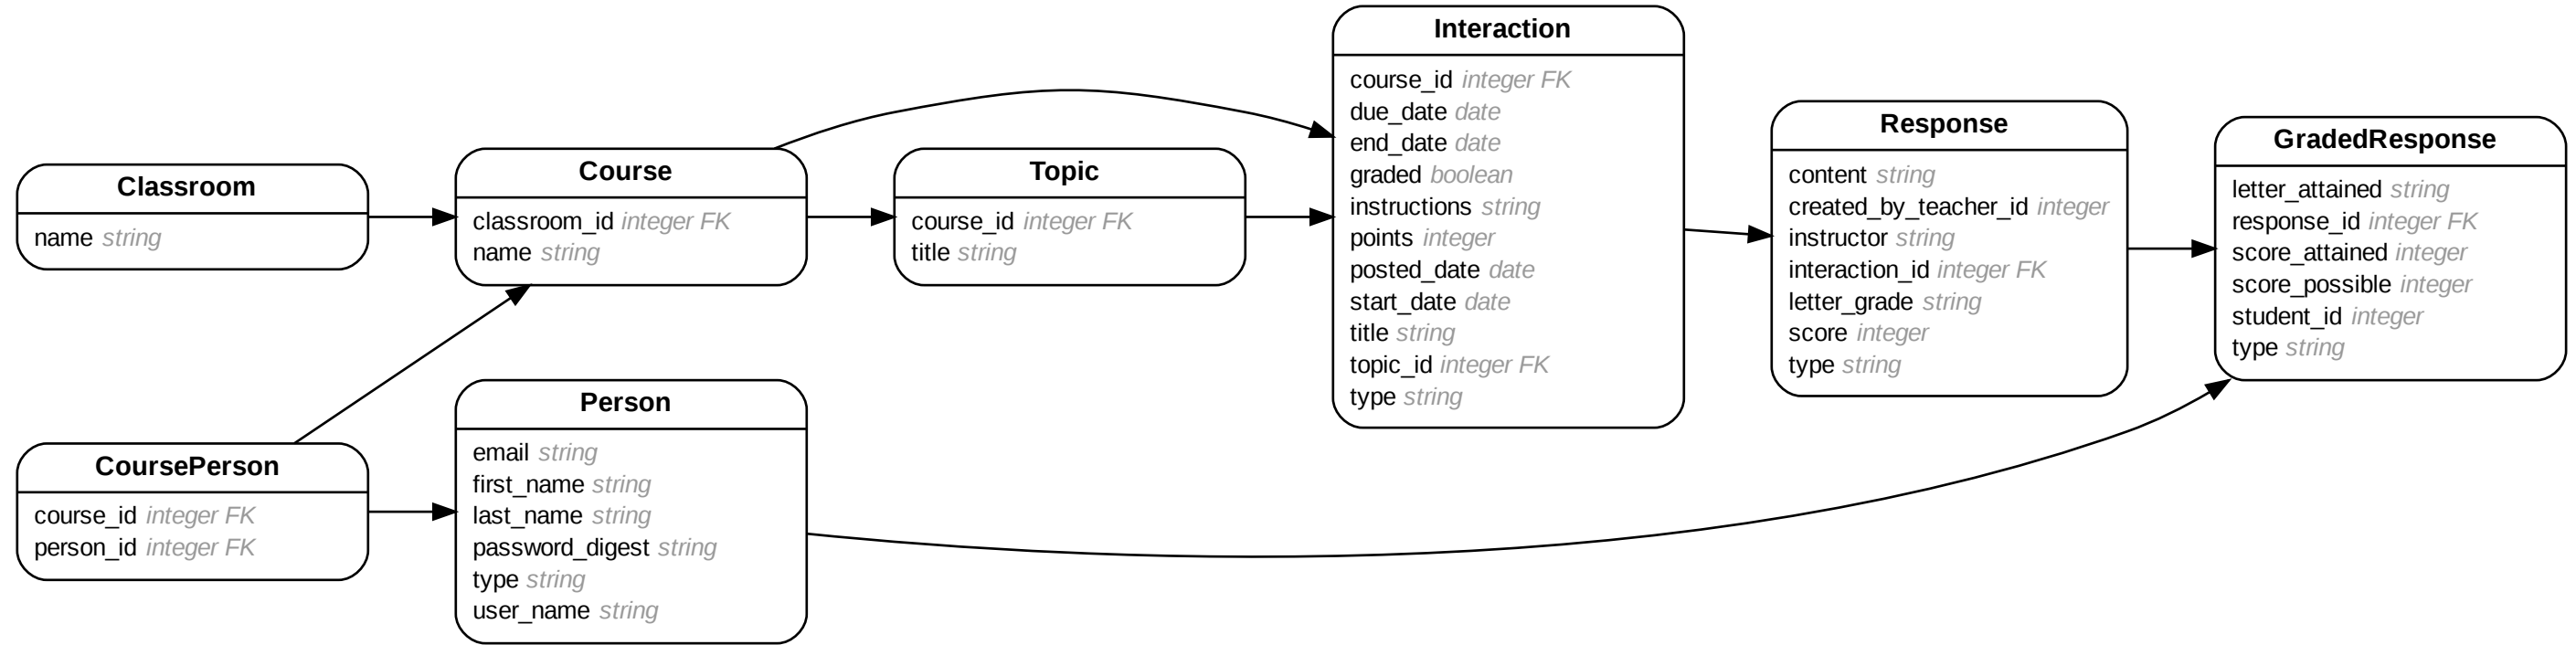 Classroom
name string
CoursePerson
course_id integer FK
person_id integer FK
Course
classroom_id integer FK
name string
Person
email string
first_name string
last_name string
password_digest string
type string
user_name string
Topic
course_id integer FK
title string
Interaction
course_id integer FK
due_date date
end_date date
graded boolean
instructions string
points integer
posted_date date
start_date date
title string
topic_id integer FK
type string
Response
content string
created_by_teacher_id integer
instructor string
interaction_id integer FK
letter_grade string
score integer
type string
GradedResponse
letter_attained string
response_id integer FK
score_attained integer
score_possible integer
student_id integer
type string